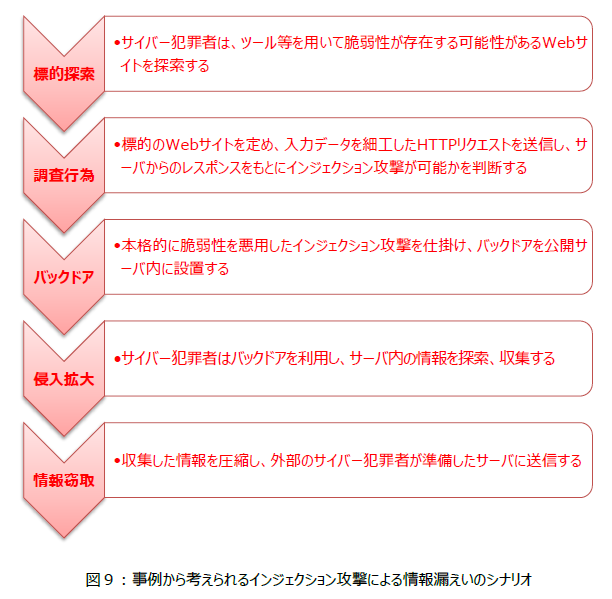 標的探索
•サイバー犯罪者は、ツール等を用いて脆弱性が存在する可能性があるWebサ
イトを探索する
調査行為
•標的のWebサイトを定め、入力データを細工したHTTPリクエストを送信し、サ
ーバからのレスポンスをもとにインジェクション攻撃が可能かを判断する
バックドア
•本格的に脆弱性を悪用したインジェクション攻撃を仕掛け、バックドアを公開サ
ーバ内に設置する
侵入拡大
•サイバー犯罪者はバックドアを利用し、サーバ内の情報を探索、収集する
情報窃取
•収集した情報を圧縮し、外部のサイバー犯罪者が準備したサーバに送信する
図９：事例から考えられるインジェクション攻撃による情報漏えいのシナリオ